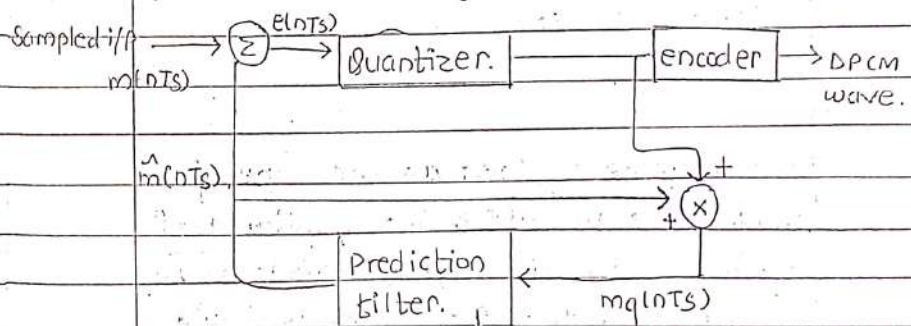 e(nTs)
Sampled i/p
Σ
Quantizer.
encoder
DPCM
wave.
m(nTs)
m̂(nTs)
+
+
×
Prediction
filter.
mq(nTs)